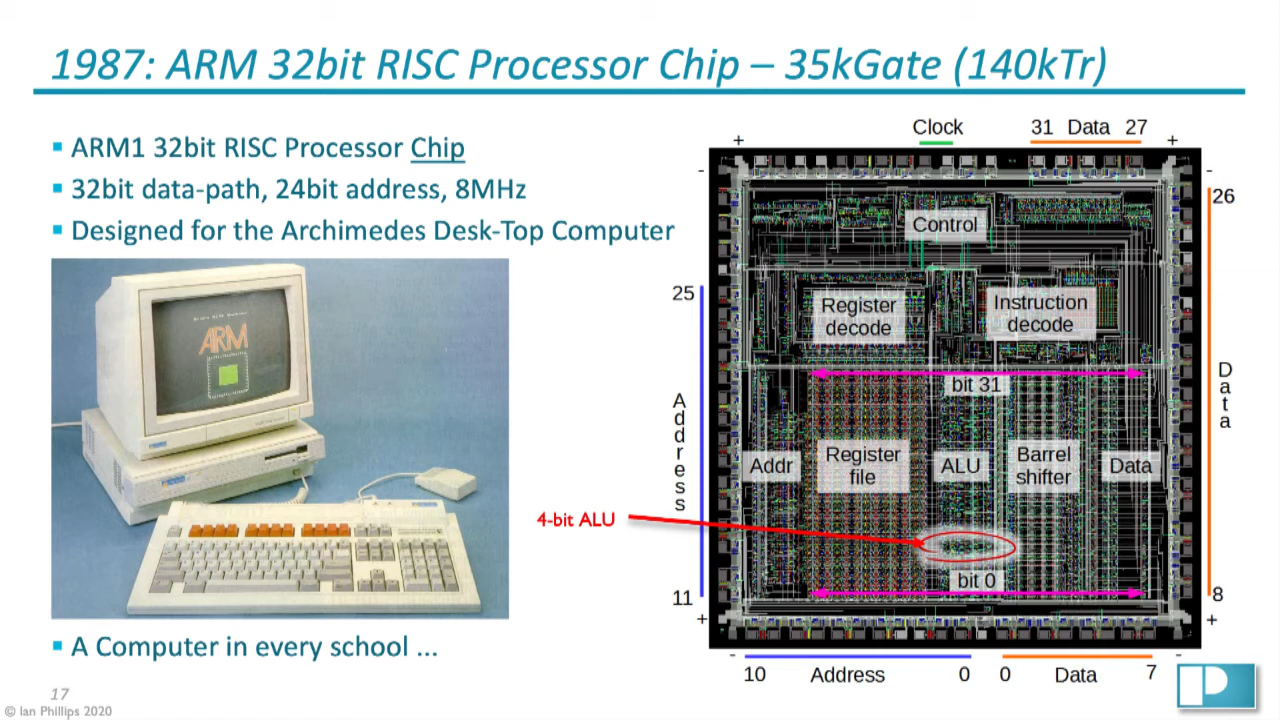 1987: ARM 32bit RISC Processor Chip – 35kGate (140kTr)
▪ ARM1 32bit RISC Processor Chip
▪ 32bit data-path, 24bit address, 8MHz
▪ Designed for the Archimedes Desk-Top Computer
ARM
▪ A Computer in every school ...
17
© Ian Phillips 2020
Clock
31 Data 27
+
+
-
-
26
Control
25
Register
decode
Instruction
decode
bit 31
Address
Data
Addr
Register
file
ALU
Barrel
shifter
Data
4-bit ALU
bit 0
11
8
+
+
-
-
10 Address 0
0 Data 7
P